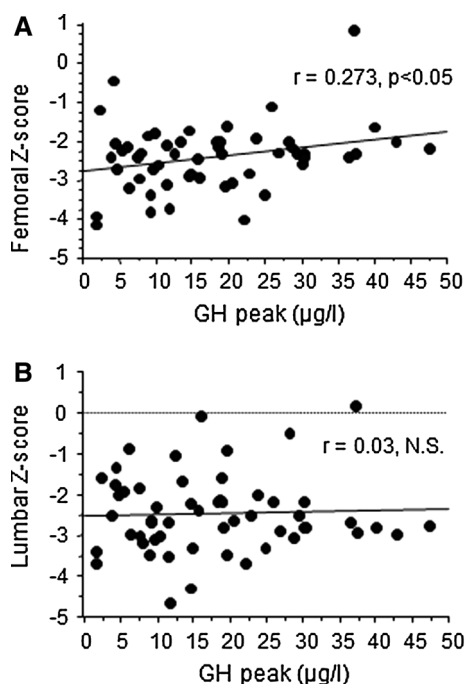 A
1
0
-1
-2
-3
-4
-5
Femoral Z-score
r = 0.273, p<0.05
0 5 10 15 20 25 30 35 40 45 50
GH peak (µg/l)
B
1
0
-1
-2
-3
-4
-5
Lumbar Z-score
r = 0.03, N.S.
0 5 10 15 20 25 30 35 40 45 50
GH peak (µg/l)